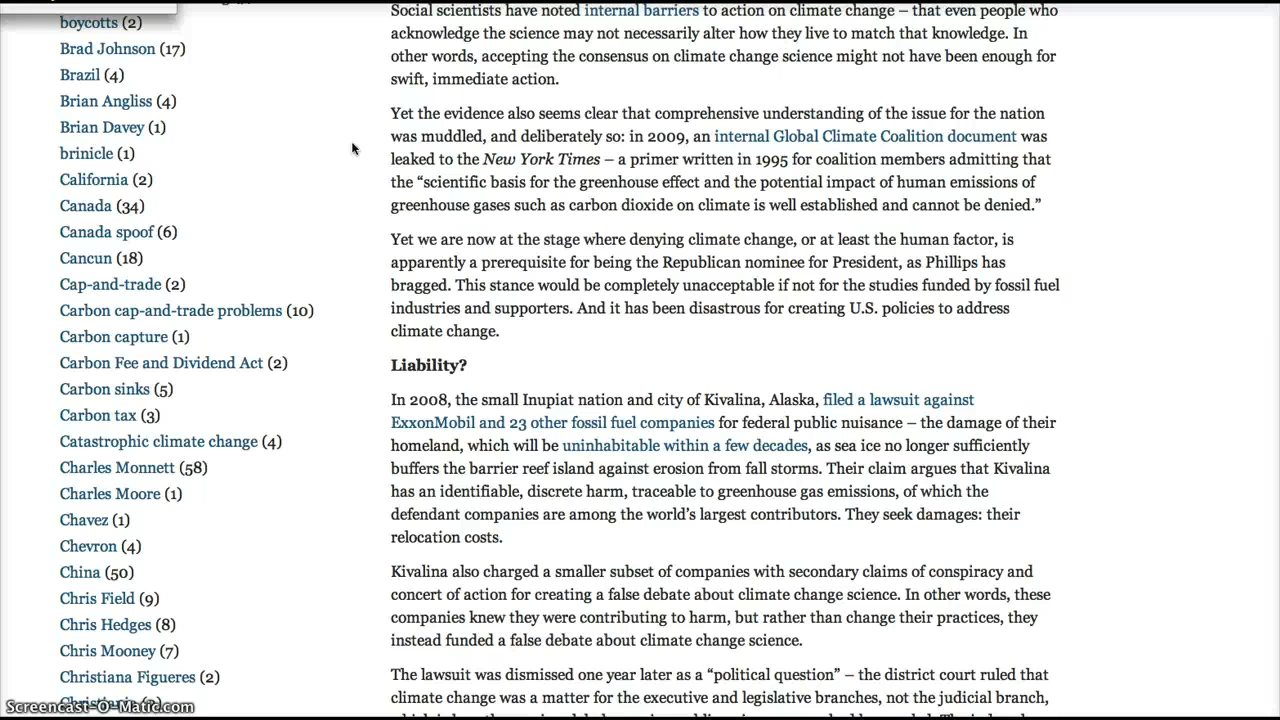 boycotts (2)
Brad Johnson (17)
Brazil (4)
Brian Angliss (4)
Brian Davey (1)
brinicle (1)
California (2)
Canada (34)
Canada spoof (6)
Cancun (18)
Cap-and-trade (2)
Carbon cap-and-trade problems (10)
Carbon capture (1)
Carbon Fee and Dividend Act (2)
Carbon sinks (5)
Carbon tax (3)
Catastrophic climate change (4)
Charles Monnett (58)
Charles Moore (1)
Chavez (1)
Chevron (4)
China (50)
Chris Field (9)
Chris Hedges (8)
Chris Mooney (7)
Christiana Figueres (2)
Social scientists have noted internal barriers to action on climate change – that even people who
acknowledge the science may not necessarily alter how they live to match that knowledge. In
other words, accepting the consensus on climate change science might not have been enough for
swift, immediate action.
Yet the evidence also seems clear that comprehensive understanding of the issue for the nation
was muddled, and deliberately so: in 2009, an internal Global Climate Coalition document was
leaked to the New York Times – a primer written in 1995 for coalition members admitting that
the “scientific basis for the greenhouse effect and the potential impact of human emissions of
greenhouse gases such as carbon dioxide on climate is well established and cannot be denied.”
Yet we are now at the stage where denying climate change, or at least the human factor, is
apparently a prerequisite for being the Republican nominee for President, as Phillips has
bragged. This stance would be completely unacceptable if not for the studies funded by fossil fuel
industries and supporters. And it has been disastrous for creating U.S. policies to address
climate change.
Liability?
In 2008, the small Inupiat nation and city of Kivalina, Alaska, filed a lawsuit against
ExxonMobil and 23 other fossil fuel companies for federal public nuisance – the damage of their
homeland, which will be uninhabitable within a few decades, as sea ice no longer sufficiently
buffers the barrier reef island against erosion from fall storms. Their claim argues that Kivalina
has an identifiable, discrete harm, traceable to greenhouse gas emissions, of which the
defendant companies are among the world’s largest contributors. They seek damages: their
relocation costs.
Kivalina also charged a smaller subset of companies with secondary claims of conspiracy and
concert of action for creating a false debate about climate change science. In other words, these
companies knew they were contributing to harm, but rather than change their practices, they
instead funded a false debate about climate change science.
The lawsuit was dismissed one year later as a “political question” – the district court ruled that
climate change was a matter for the executive and legislative branches, not the judicial branch,
Screencast-O-Matic.com